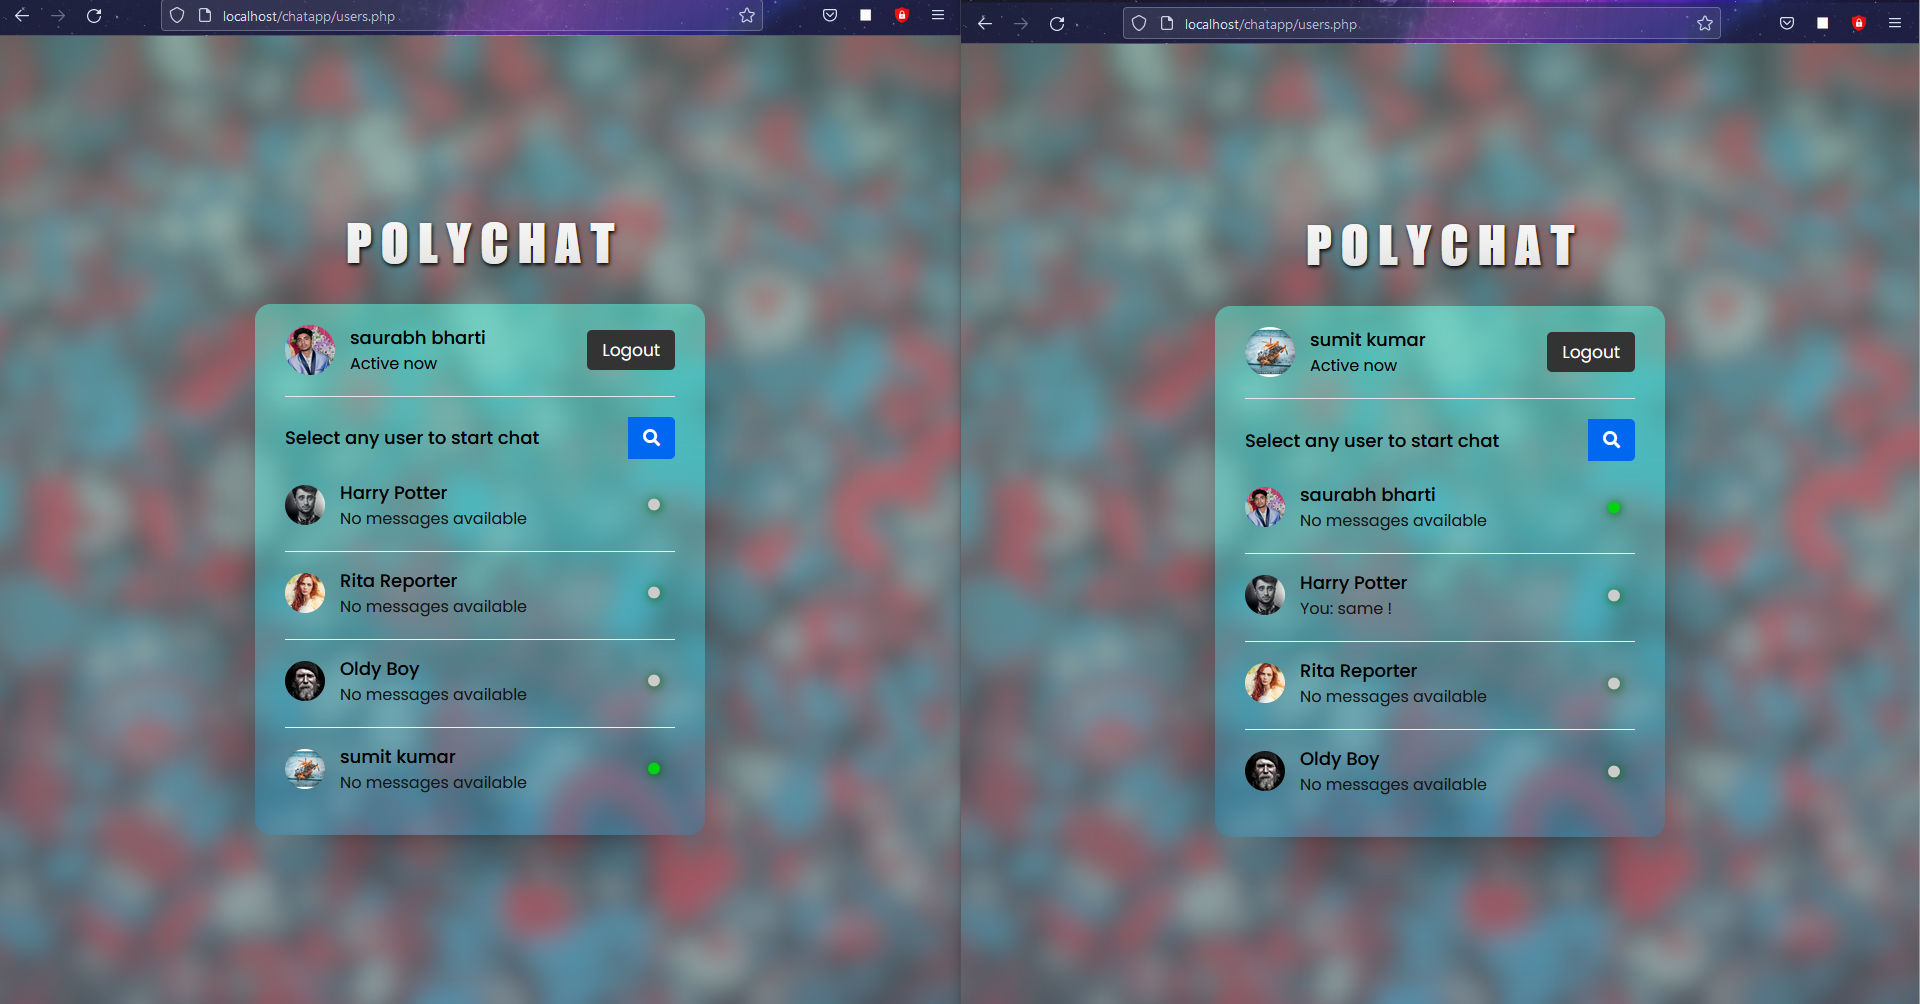 localhost/chatapp/users.php
POLYCHAT
saurabh bharti
Active now
Logout
Select any user to start chat
Harry Potter
No messages available
Rita Reporter
No messages available
Oldy Boy
No messages available
sumit kumar
No messages available
localhost/chatapp/users.php
POLYCHAT
sumit kumar
Active now
Logout
Select any user to start chat
saurabh bharti
No messages available
Harry Potter
You: same !
Rita Reporter
No messages available
Oldy Boy
No messages available